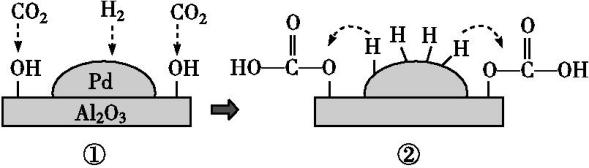 CO₂ H₂ CO₂
OH OH
Pd
Al₂O₃
①
O H H H H O
HO—C—O O—C—OH
②